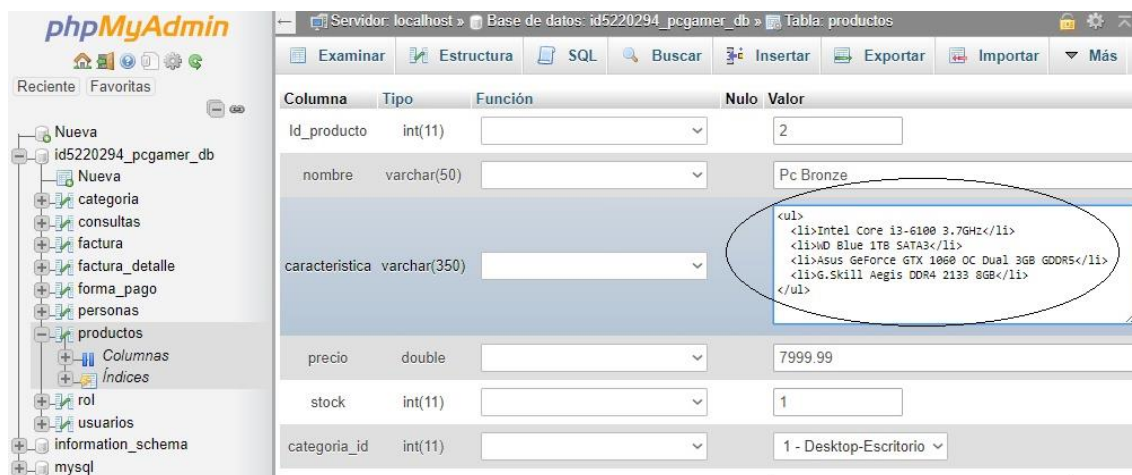 phpMyAdmin
Reciente Favoritas
Nueva
id5220294_pcgamer_db
Nueva
categoria
consultas
factura
factura_detalle
forma_pago
personas
productos
Columnas
Índices
rol
usuarios
information_schema
mysql
Servidor: localhost » Base de datos: id5220294_pcgamer_db » Tabla: productos
Examinar Estructura SQL Buscar Insertar Exportar Importar Más
Columna Tipo Función Nulo Valor
Id_producto int(11) 2
nombre varchar(50) Pc Bronze
caracteristica varchar(350)
<ul>
<li>Intel Core i3-6100 3.7GHz</li>
<li>WD Blue 1TB SATA3</li>
<li>Asus GeForce GTX 1060 OC Dual 3GB GDDR5</li>
<li>G.Skill Aegis DDR4 2133 8GB</li>
</ul>
precio double 7999.99
stock int(11) 1
categoria_id int(11) 1 - Desktop-Escritorio